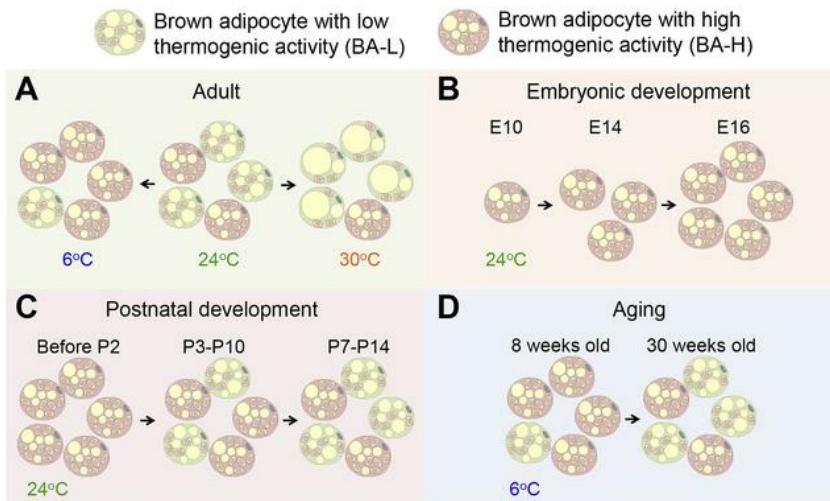 Brown adipocyte with low
thermogenic activity (BA-L)
Brown adipocyte with high
thermogenic activity (BA-H)
A
Adult
6°C
24°C
30°C
B
Embryonic development
E10
E14
E16
24°C
C
Postnatal development
Before P2
P3-P10
P7-P14
24°C
D
Aging
8 weeks old
30 weeks old
6°C